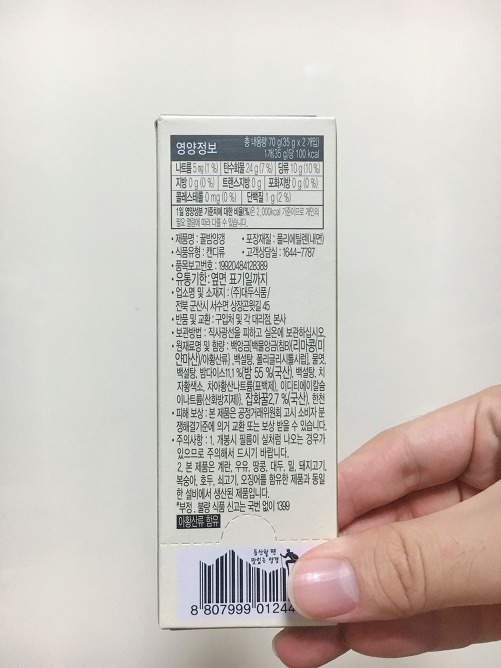 영양정보
총 내용량 70 g(35 g x 2 개입)
1개(35 g)당 100 kcal
나트륨 5 mg (1 %) 탄수화물 24 g (7 %) 당류 10 g (10 %)
지방 0 g (0 %) 트랜스지방 0 g 포화지방 0 g (0 %)
콜레스테롤 0 mg (0 %) 단백질 1 g (2 %)
1일 영양성분 기준치에 대한 비율(%)은 2,000kcal 기준이므로 개인의
필요 열량에 따라 다를 수 있습니다.
• 제품명 : 꿀밤양갱 • 포장재질 : 폴리에틸렌(내면)
• 식품유형 : 캔디류 • 고객상담실 : 1644-7787
• 품목보고번호 : 19920484128389
• 유통기한: 옆면 표기일까지
• 업소명 및 소재지 : (주)대두식품/
전북 군산시 서수면 상장곤윗길 45
• 반품 및 교환 : 구입처 및 각 대리점, 본사
• 보관방법 : 직사광선을 피하고 실온에 보관하십시오.
• 원재료명 및 함량 : 백앙금[백물앙금{침B}(리마콩(미
얀마산)/아황산류), 백설탕, 폴리글리시톨시럽], 물엿,
백설탕, 밤다이스11.1 %(밤 55 %(국산), 백설탕, 치
자황색소, 차아황산나트륨(표백제), 이디티에이칼슘
이나트륨(산화방지제)), 잡화꿀2.7 %(국산), 한천
• 피해 보상 : 본 제품은 공정거래위원회 고시 소비자 분
쟁해결기준에 의거 교환 또는 보상 받을 수 있습니다.
• 주의사항 : 1. 개봉시 필름이 실처럼 나오는 경우가
있으므로 주의해서 드시기 바랍니다.
2. 본 제품은 계란, 우유, 땅콩, 대두, 밀, 돼지고기,
복숭아, 호두, 쇠고기, 오징어를 함유한 제품과 동일
한 설비에서 생산된 제품입니다.
*부정, 불량 식품 신고는 국번 없이 1399
아황산류 함유
등산할 땐
맛있는 양갱
8 807999 01244